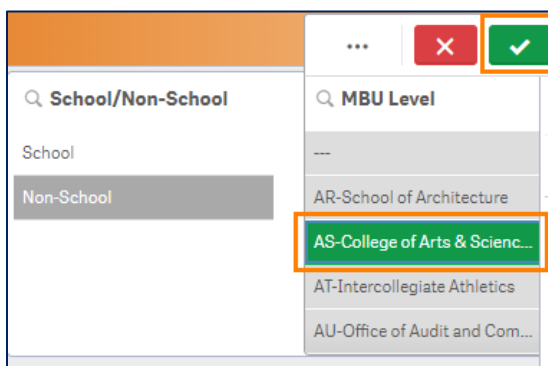 ...
School/Non-School
School
Non-School
MBU Level
---
AR-School of Architecture
AS-College of Arts & Scienc...
AT-Intercollegiate Athletics
AU-Office of Audit and Com...